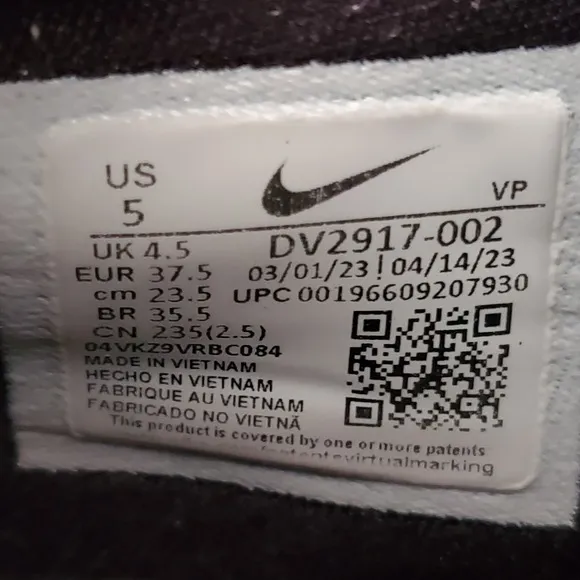 US
5
VP
UK 4.5
DV2917-002
EUR 37.5
03/01/23 | 04/14/23
cm 23.5
UPC 00196609207930
BR 35.5
CN 235(2.5)
04VKZ9VRBC084
MADE IN VIETNAM
HECHO EN VIETNAM
FABRIQUE AU VIETNAM
FABRICADO NO VIETNÃ
This product is covered by one or more patents
virtualmarking